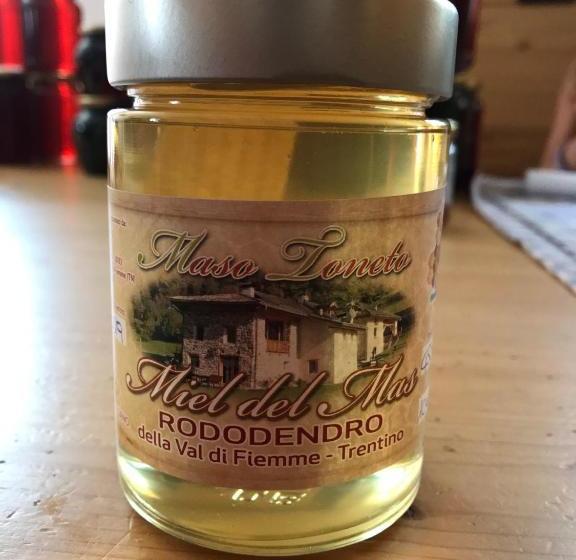 Maso Toneto
Miel del Mas
RODODENDRO
della Val di Fiemme - Trentino